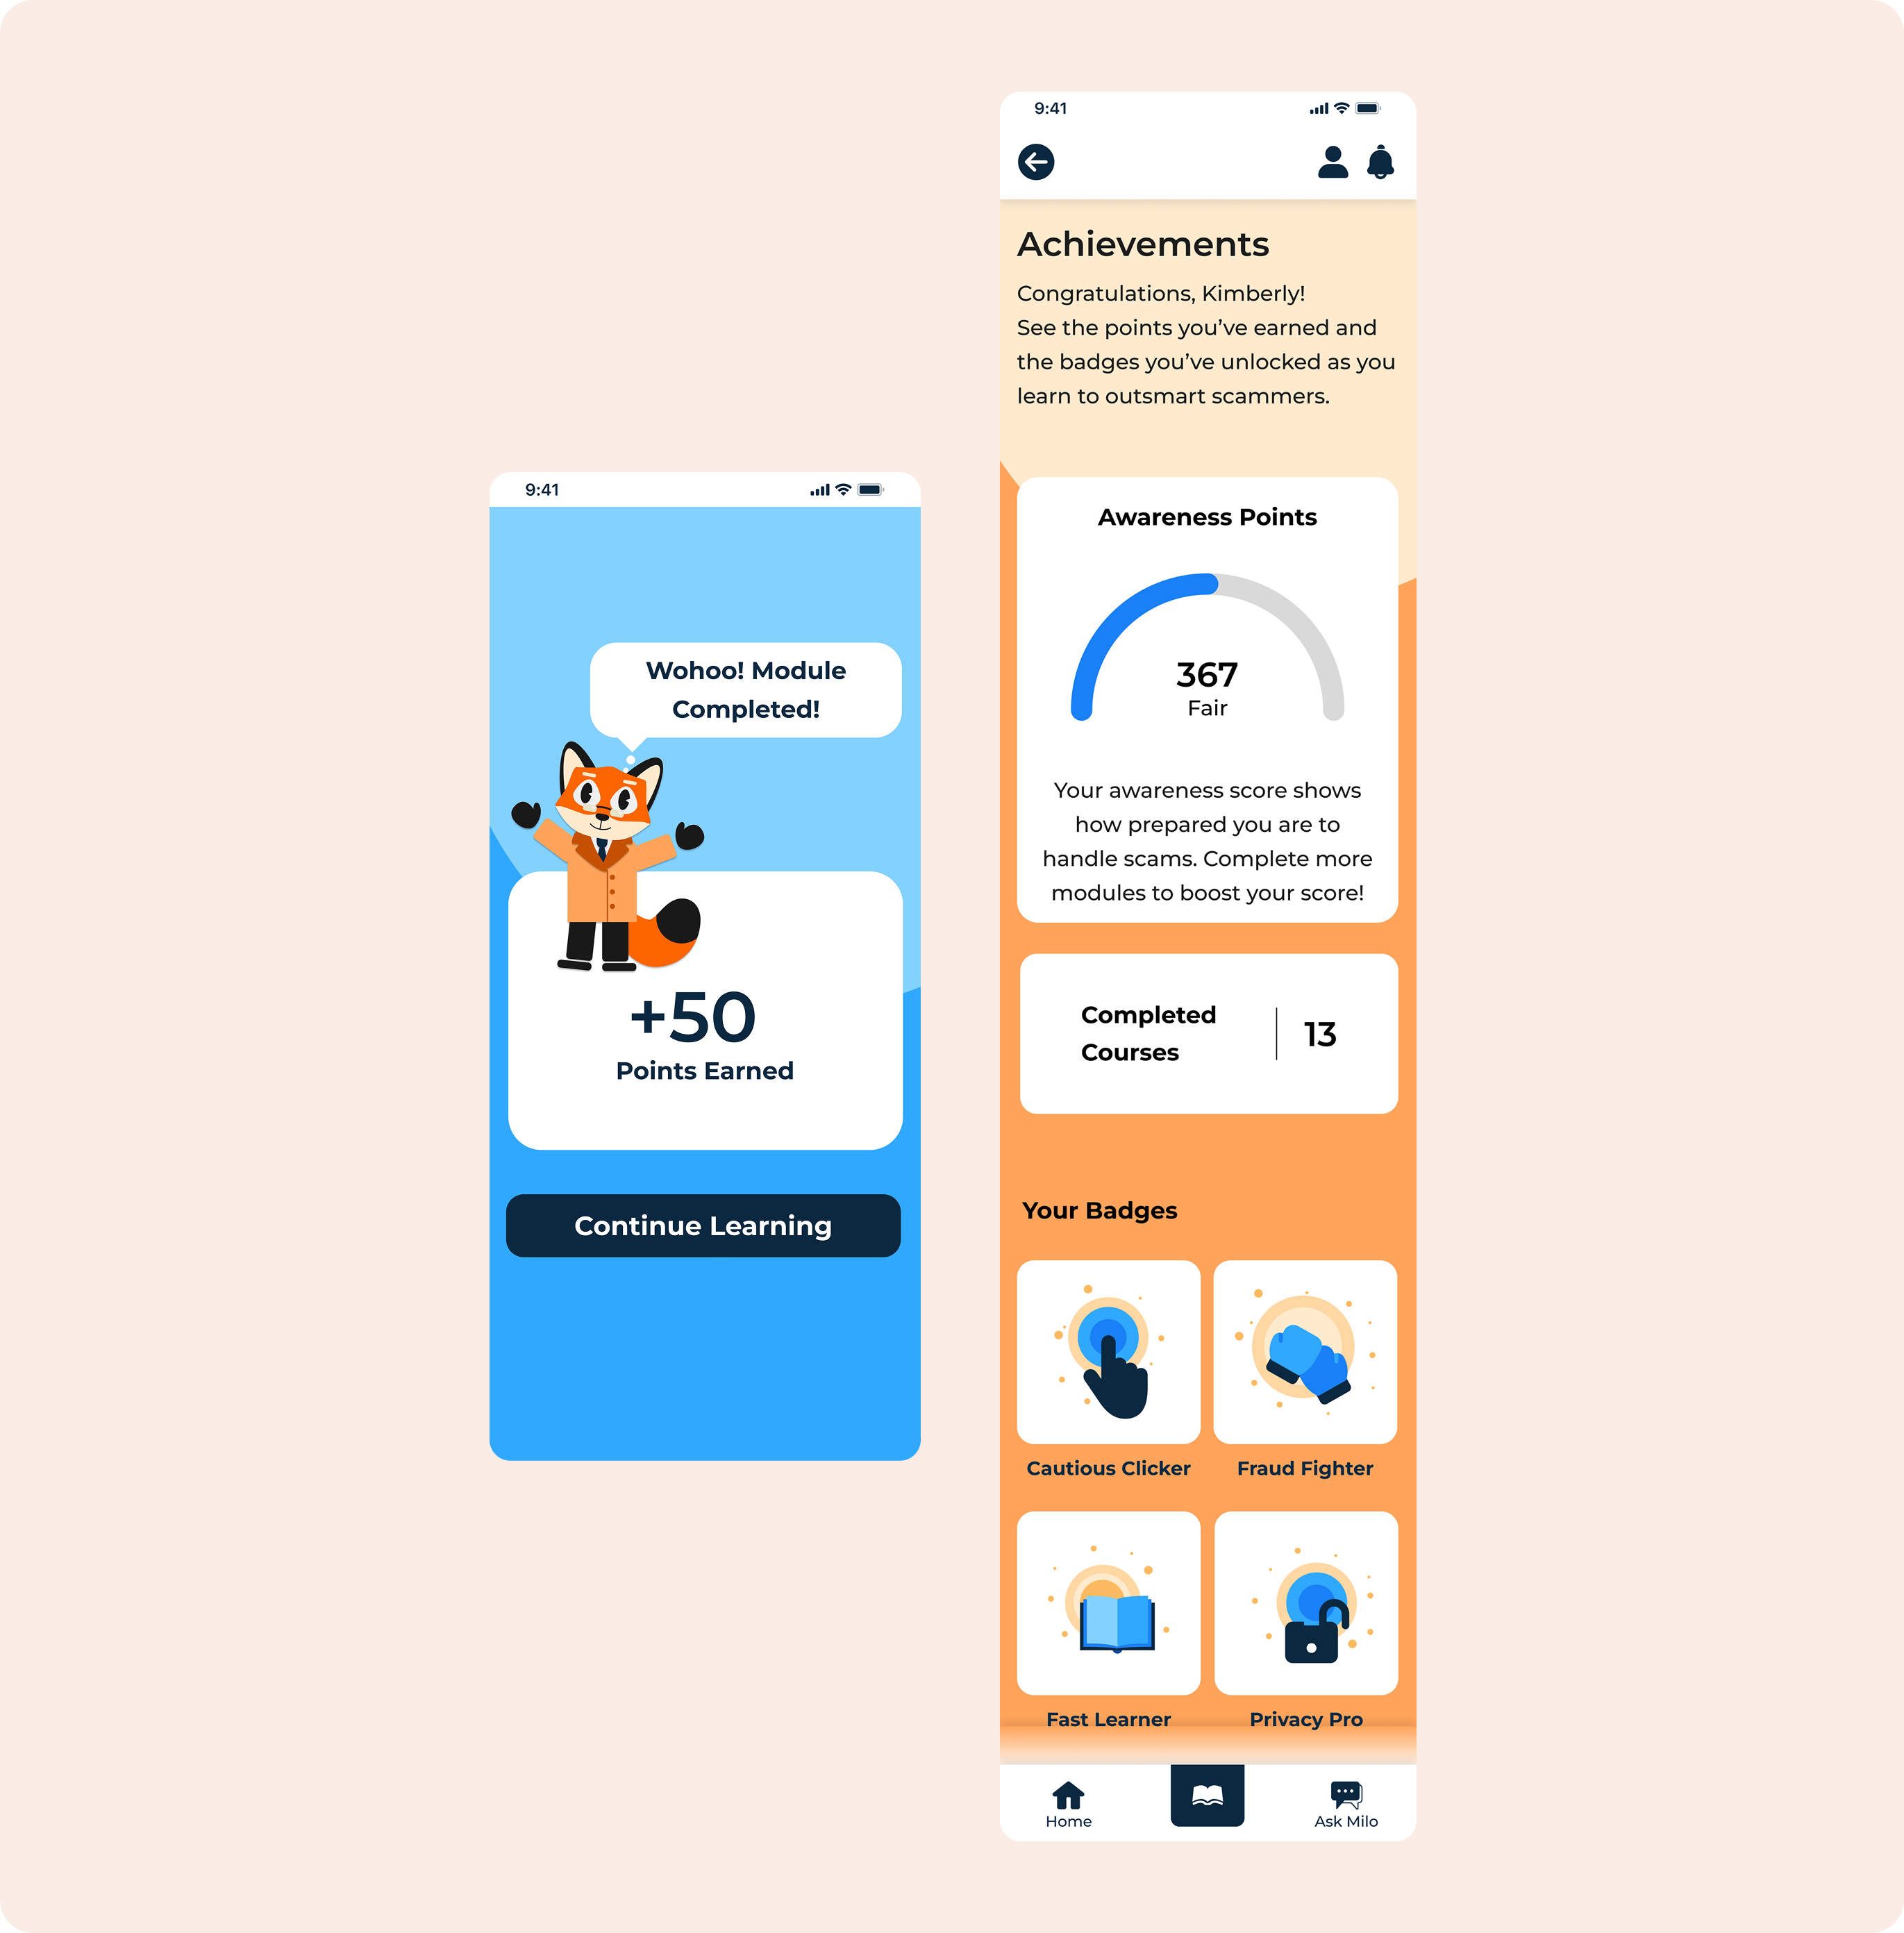 9:41
Wohoo! Module
Completed!
+50
Points Earned
Continue Learning
9:41
Achievements
Congratulations, Kimberly!
See the points you’ve earned and
the badges you’ve unlocked as you
learn to outsmart scammers.
Awareness Points
367
Fair
Your awareness score shows
how prepared you are to
handle scams. Complete more
modules to boost your score!
Completed
Courses
13
Your Badges
Cautious Clicker
Fraud Fighter
Fast Learner
Privacy Pro
Home
Ask Milo